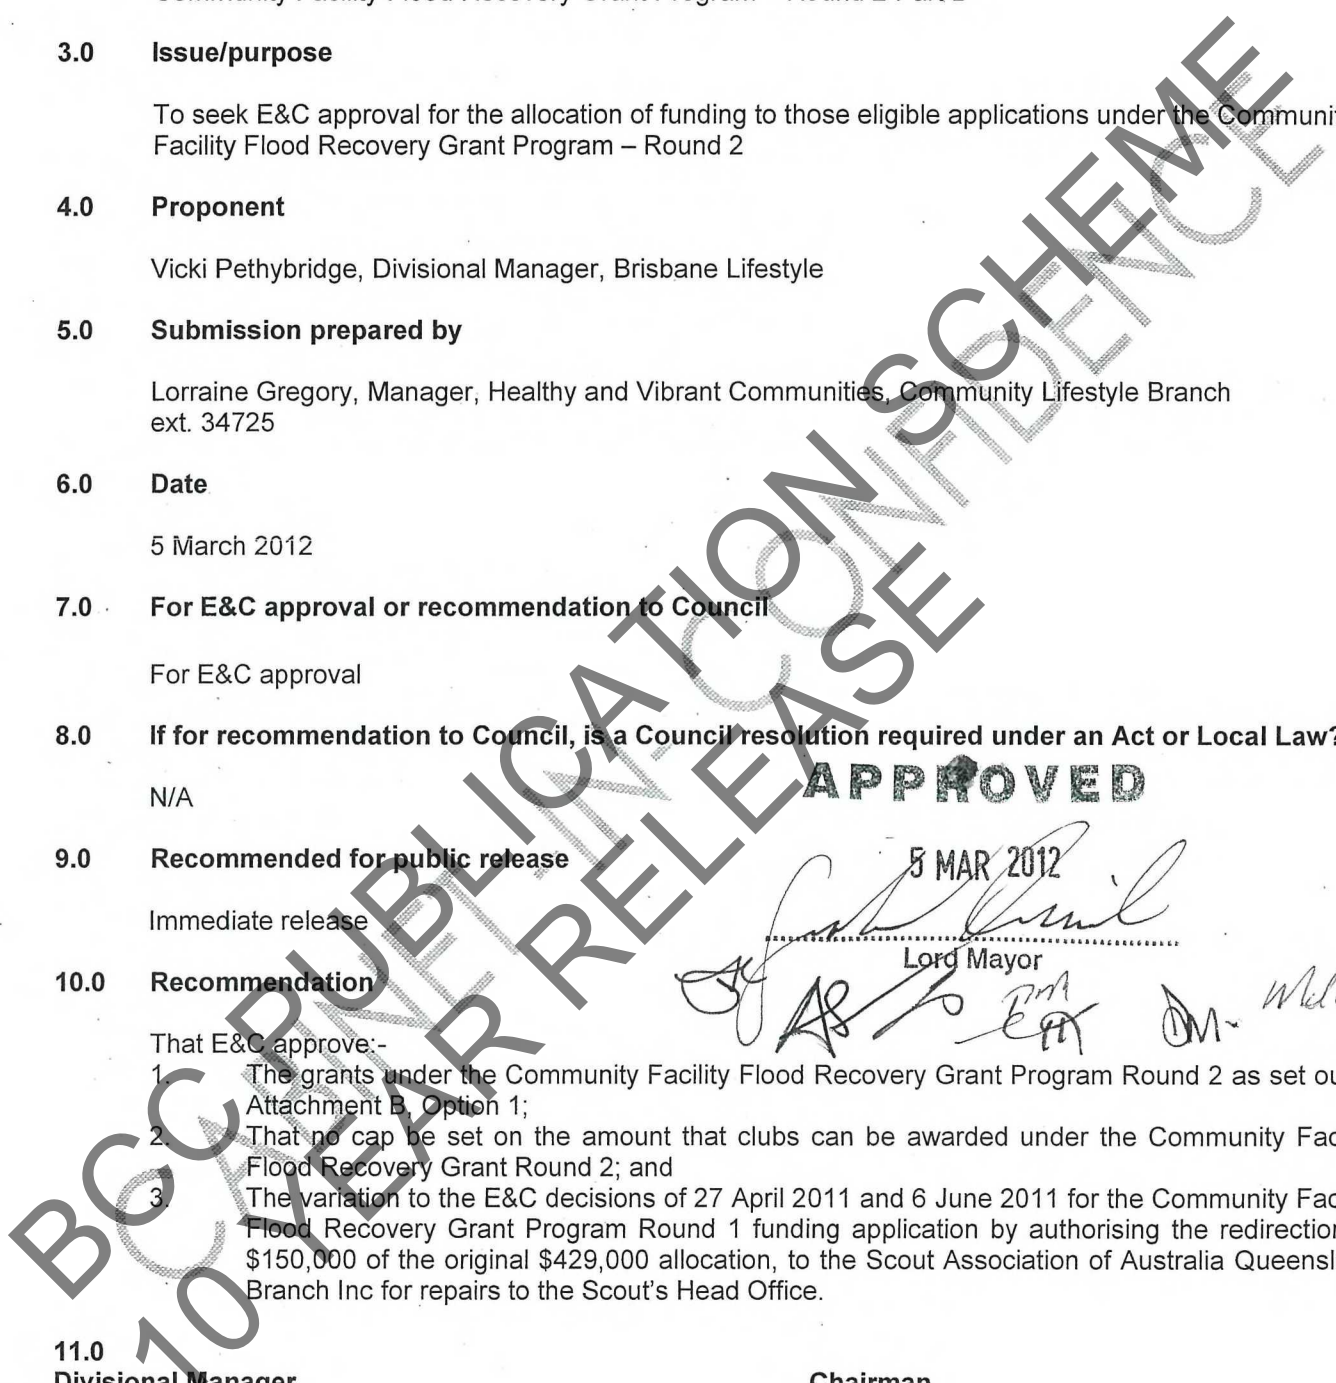 3.0 Issue/purpose
To seek E&C approval for the allocation of funding to those eligible applications under the Communi
Facility Flood Recovery Grant Program – Round 2
4.0 Proponent
Vicki Pethybridge, Divisional Manager, Brisbane Lifestyle
5.0 Submission prepared by
Lorraine Gregory, Manager, Healthy and Vibrant Communities, Community Lifestyle Branch
ext. 34725
6.0 Date
5 March 2012
7.0 For E&C approval or recommendation to Council
For E&C approval
8.0 If for recommendation to Council, is a Council resolution required under an Act or Local Law?
APPROVED
N/A
9.0 Recommended for public release
5 MAR 2012
Immediate release
Lord Mayor
10.0 Recommendation
That E&C approve:-
1. The grants under the Community Facility Flood Recovery Grant Program Round 2 as set ou
Attachment B, Option 1;
2. That no cap be set on the amount that clubs can be awarded under the Community Fac
Flood Recovery Grant Round 2; and
3. The variation to the E&C decisions of 27 April 2011 and 6 June 2011 for the Community Fac
Flood Recovery Grant Program Round 1 funding application by authorising the redirection
$150,000 of the original $429,000 allocation, to the Scout Association of Australia Queensl
Branch Inc for repairs to the Scout's Head Office.
11.0
Divisional Manager Chairman
BCC PUBLICATION SCHEME
10 YEAR RELEASE
CABINET-IN-CONFIDENCE